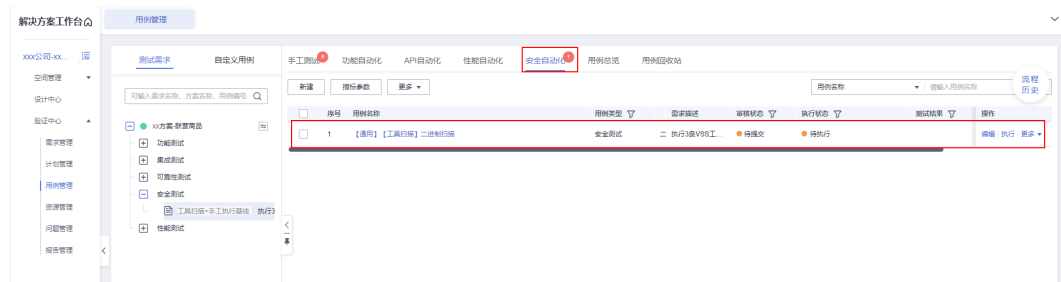 解决方案工作台
用例管理
xxx公司-xx...
空间管理
设计中心
验证中心
需求管理
计划管理
用例管理
资源管理
问题管理
报告管理
测试需求 自定义用例
可输入需求名称、方案名称、用例编号
xx方案-联营商品
功能测试
集成测试
可靠性测试
安全测试
工具扫描+手工执行基线 执行3
性能测试
手工测试 4 功能自动化 API自动化 性能自动化 安全自动化 1 用例总览 用例回收站
新建 指标参数 更多 用例名称 请输入用例名称
流程
历史
序号 用例名称 用例类型 需求描述 审核状态 执行状态 测试结果 操作
1 【通用】【工具扫描】二进制扫描 安全测试 二 执行3条VSS工... 待提交 待执行 编辑 执行 更多